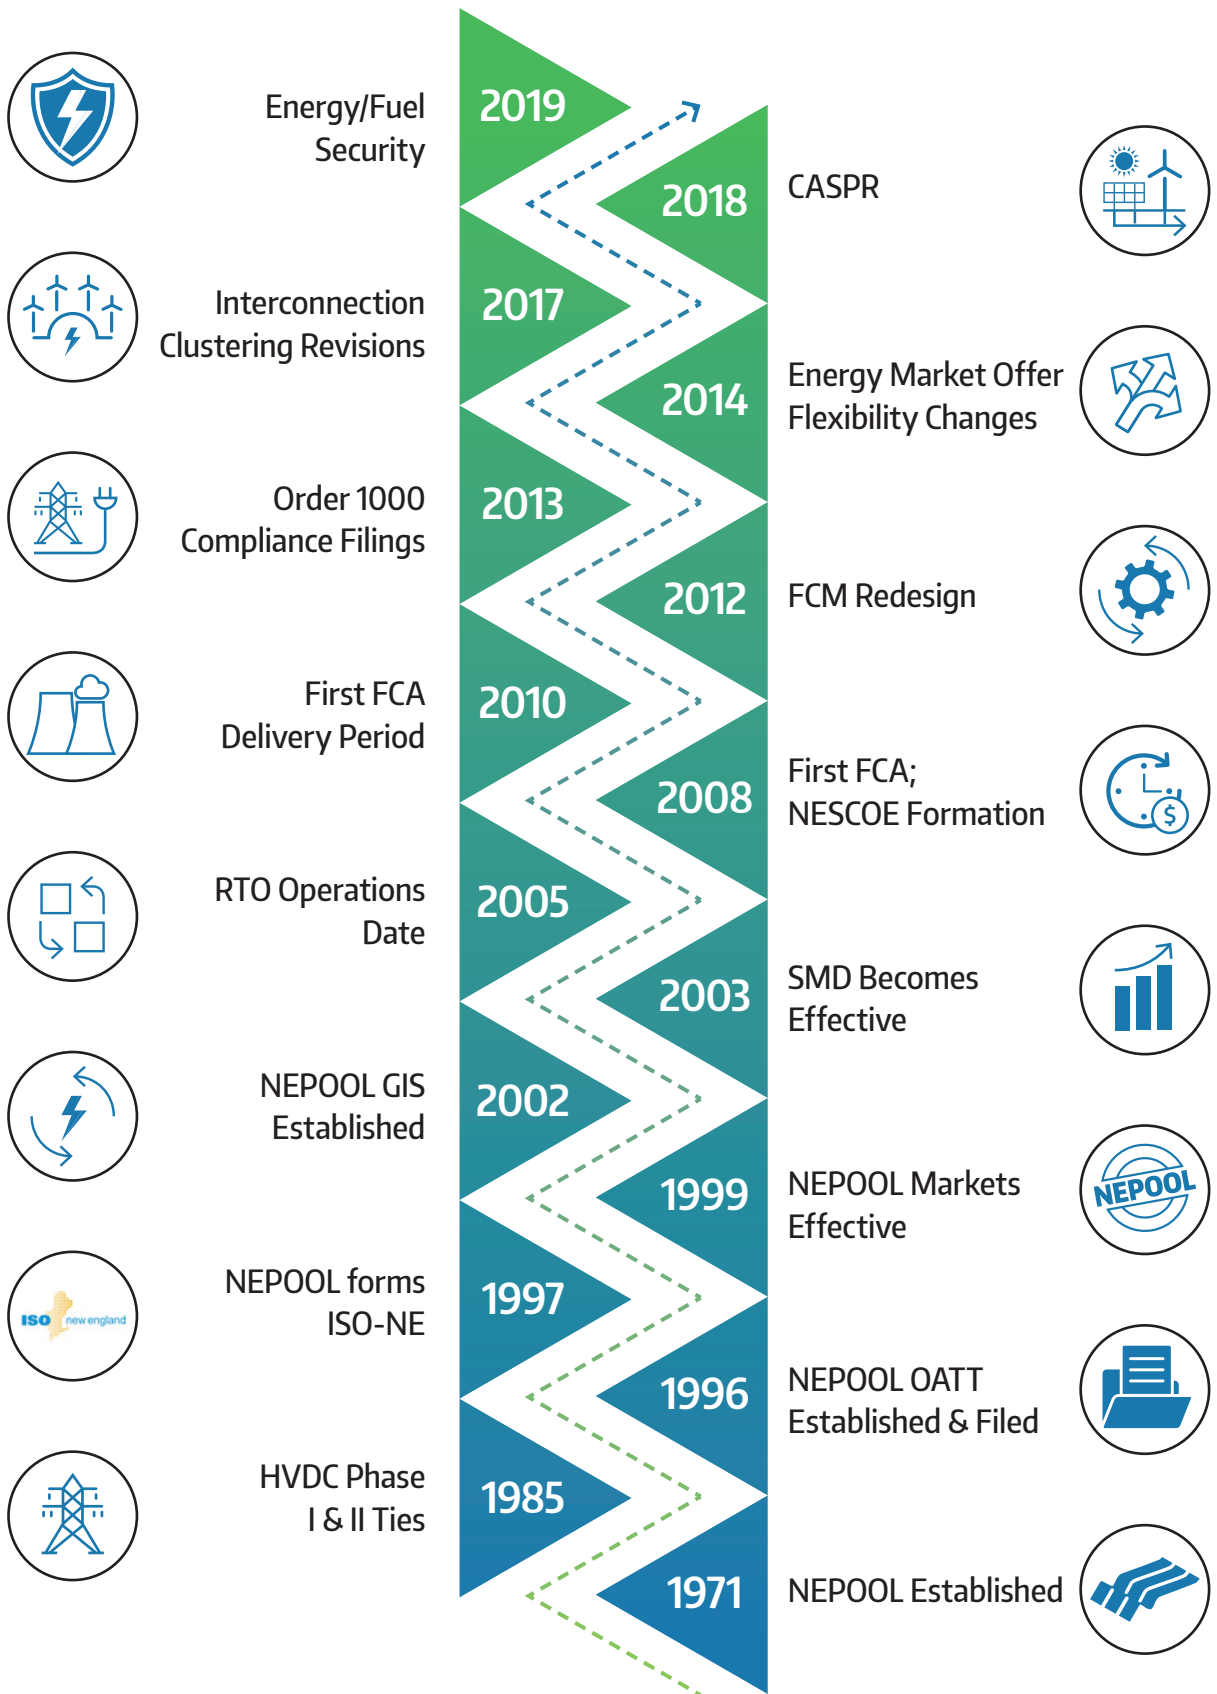 2019
Energy/Fuel
Security
2018
CASPR
2017
Interconnection
Clustering Revisions
2014
Energy Market Offer
Flexibility Changes
2013
Order 1000
Compliance Filings
2012
FCM Redesign
2010
First FCA
Delivery Period
2008
First FCA;
NESCOE Formation
$
2005
RTO Operations
Date
2003
SMD Becomes
Effective
2002
NEPOOL GIS
Established
1999
NEPOOL Markets
Effective
NEPOOL
1997
NEPOOL forms
ISO-NE
ISO new england
1996
NEPOOL OATT
Established & Filed
1985
HVDC Phase
I & II Ties
1971
NEPOOL Established